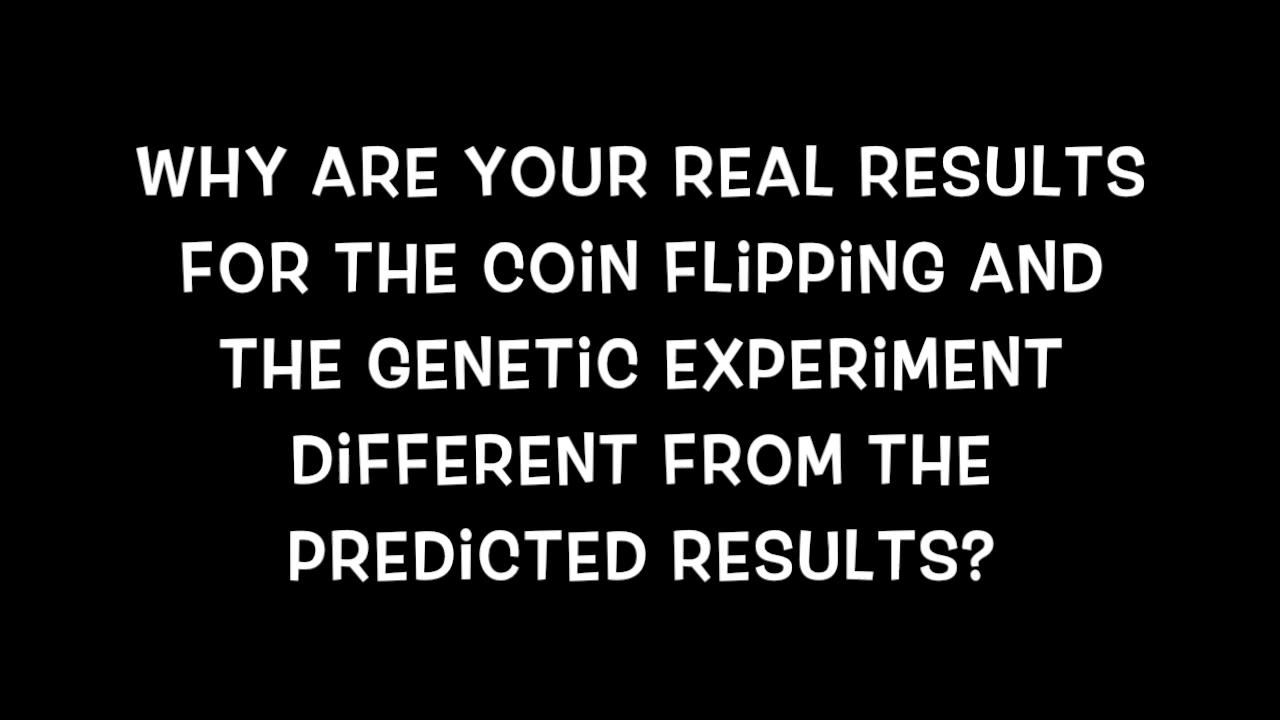 WHY ARE YOUR REAL RESULTS
FOR THE COiN FLiPPiNG AND
THE GENETiC EXPERiMENT
DiFFERENT FROM THE
PREDiCTED RESULTS?